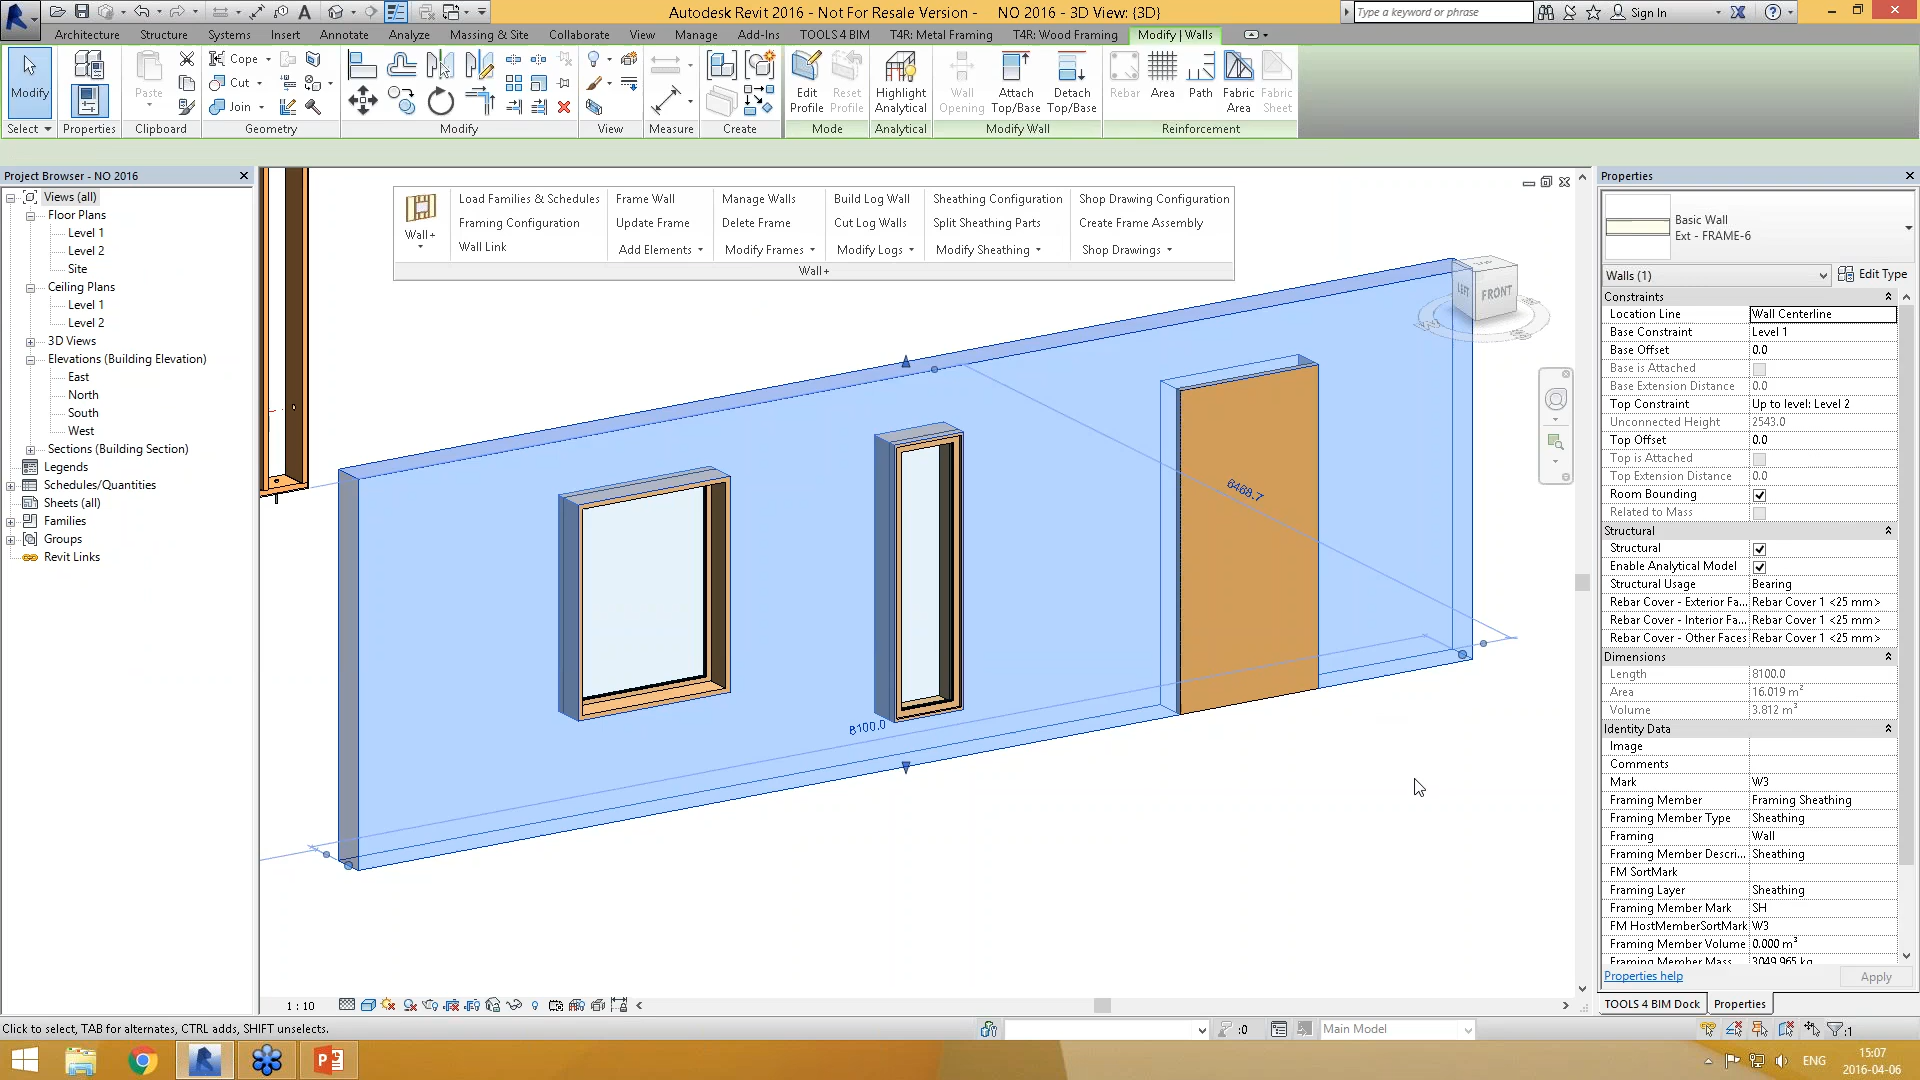 Autodesk Revit 2016 - Not For Resale Version -     NO 2016 - 3D View: {3D}
Type a keyword or phrase
Sign In
Architecture Structure Systems Insert Annotate Analyze Massing & Site Collaborate View Manage Add-Ins TOOLS 4 BIM T4R: Metal Framing T4R: Wood Framing Modify | Walls
Modify
Paste
Cope
Cut
Join
Edit Profile
Reset Profile
Highlight Analytical
Wall Opening
Attach Top/Base
Detach Top/Base
Rebar
Area
Path
Fabric Area
Fabric Sheet
Select Properties Clipboard Geometry Modify View Measure Create Mode Analytical Modify Wall Reinforcement
Project Browser - NO 2016
Views (all)
Floor Plans
Level 1
Level 2
Site
Ceiling Plans
Level 1
Level 2
3D Views
Elevations (Building Elevation)
East
North
South
West
Sections (Building Section)
Legends
Schedules/Quantities
Sheets (all)
Families
Groups
Revit Links
Wall+
Load Families & Schedules
Framing Configuration
Wall Link
Frame Wall
Update Frame
Add Elements
Manage Walls
Delete Frame
Modify Frames
Build Log Wall
Cut Log Walls
Modify Logs
Sheathing Configuration
Split Sheathing Parts
Modify Sheathing
Shop Drawing Configuration
Create Frame Assembly
Shop Drawings
Wall+
TOP
LEFT
FRONT
6468.7
8100.0
Properties
Basic Wall
Ext - FRAME-6
Walls (1)
Edit Type
Constraints
Location Line Wall Centerline
Base Constraint Level 1
Base Offset 0.0
Base is Attached
Base Extension Distance 0.0
Top Constraint Up to level: Level 2
Unconnected Height 2543.0
Top Offset 0.0
Top is Attached
Top Extension Distance 0.0
Room Bounding
Related to Mass
Structural
Structural
Enable Analytical Model
Structural Usage Bearing
Rebar Cover - Exterior Fa... Rebar Cover 1 <25 mm>
Rebar Cover - Interior Fa... Rebar Cover 1 <25 mm>
Rebar Cover - Other Faces Rebar Cover 1 <25 mm>
Dimensions
Length 8100.0
Area 16.019 m²
Volume 3.812 m³
Identity Data
Image
Comments
Mark W3
Framing Member Framing Sheathing
Framing Member Type Sheathing
Framing Wall
Framing Member Descri... Sheathing
FM SortMark
Framing Layer Sheathing
Framing Member Mark SH
FM HostMemberSortMark W3
Framing Member Volume 0.000 m³
Framing Member Mass 3049.965 kg
Properties help
Apply
TOOLS 4 BIM Dock Properties
1 : 10
Click to select, TAB for alternates, CTRL adds, SHIFT unselects.
:0
Main Model
:1
ENG
15:07
2016-04-06